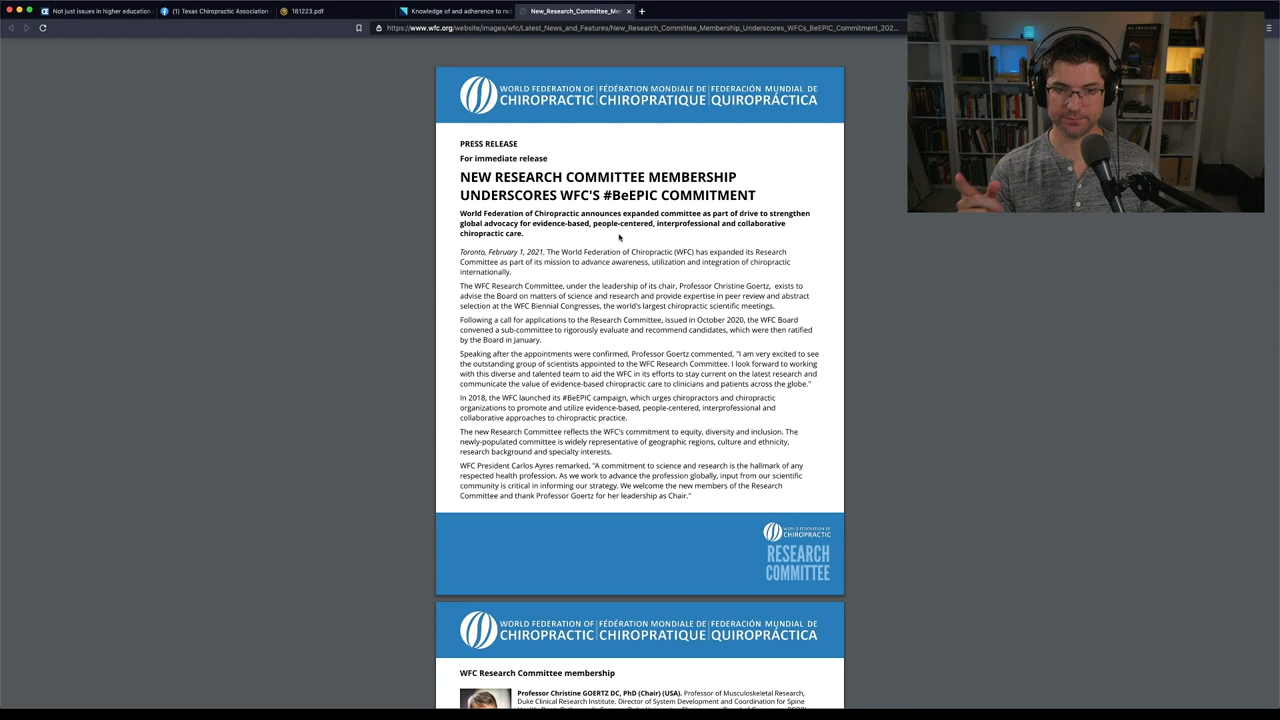 Not just issues in higher education
(1) Texas Chiropractic Association
181223.pdf
Knowledge of and adherence to ra
New_Research_Committee_Me
https://www.wfc.org/website/images/wfc/Latest_News_and_Features/New_Research_Committee_Membership_Underscores_WFCs_BeEPIC_Commitment_202...
WORLD FEDERATION OF FÉDÉRATION MONDIALE DE FEDERACIÓN MUNDIAL DE
CHIROPRACTIC CHIROPRATIQUE QUIROPRÁCTICA
PRESS RELEASE
For immediate release
NEW RESEARCH COMMITTEE MEMBERSHIP
UNDERSCORES WFC'S #BeEPIC COMMITMENT
World Federation of Chiropractic announces expanded committee as part of drive to strengthen
global advocacy for evidence-based, people-centered, interprofessional and collaborative
chiropractic care.
Toronto, February 1, 2021. The World Federation of Chiropractic (WFC) has expanded its Research
Committee as part of its mission to advance awareness, utilization and integration of chiropractic
internationally.
The WFC Research Committee, under the leadership of its chair, Professor Christine Goertz, exists to
advise the Board on matters of science and research and provide expertise in peer review and abstract
selection at the WFC Biennial Congresses, the world's largest chiropractic scientific meetings.
Following a call for applications to the Research Committee, issued in October 2020, the WFC Board
convened a sub-committee to rigorously evaluate and recommend candidates, which were then ratified
by the Board in January.
Speaking after the appointments were confirmed, Professor Goertz commented, "I am very excited to see
the outstanding group of scientists appointed to the WFC Research Committee. I look forward to working
with this diverse and talented team to aid the WFC in its efforts to stay current on the latest research and
communicate the value of evidence-based chiropractic care to clinicians and patients across the globe."
In 2018, the WFC launched its #BeEPIC campaign, which urges chiropractors and chiropractic
organizations to promote and utilize evidence-based, people-centered, interprofessional and
collaborative approaches to chiropractic practice.
The new Research Committee reflects the WFC's commitment to equity, diversity and inclusion. The
newly-populated committee is widely representative of geographic regions, culture and ethnicity,
research background and specialty interests.
WFC President Carlos Ayres remarked, "A commitment to science and research is the hallmark of any
respected health profession. As we work to advance the profession globally, input from our scientific
community is critical in informing our strategy. We welcome the new members of the Research
Committee and thank Professor Goertz for her leadership as Chair."
WORLD FEDERATION OF
CHIROPRACTIC
RESEARCH
COMMITTEE
WORLD FEDERATION OF FÉDÉRATION MONDIALE DE FEDERACIÓN MUNDIAL DE
CHIROPRACTIC CHIROPRATIQUE QUIROPRÁCTICA
WFC Research Committee membership
Professor Christine GOERTZ DC, PhD (Chair) (USA). Professor of Musculoskeletal Research,
Duke Clinical Research Institute. Director of System Development and Coordination for Spine